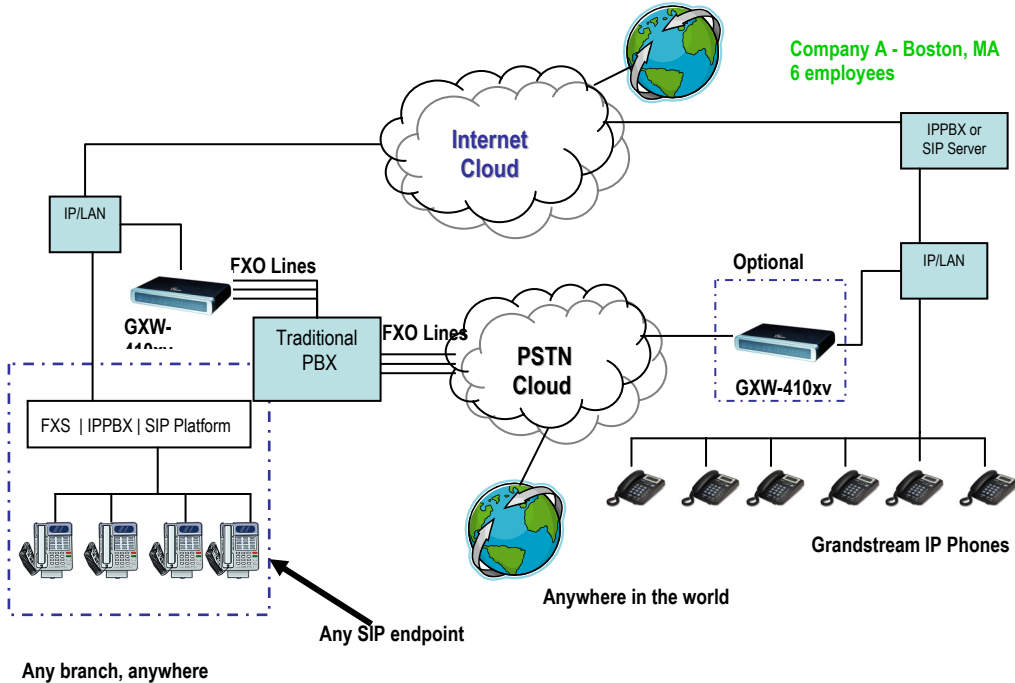 Company A - Boston, MA
6 employees
Internet
Cloud
IPPBX or
SIP Server
IP/LAN
FXO Lines
Optional
IP/LAN
GXW-
410xv
Traditional
PBX
FXO Lines
PSTN
Cloud
GXW-410xv
FXS | IPPBX | SIP Platform
Grandstream IP Phones
Anywhere in the world
Any SIP endpoint
Any branch, anywhere